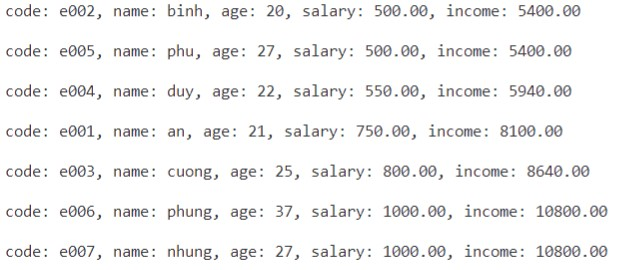 code: e002, name: binh, age: 20, salary: 500.00, income: 5400.00
code: e005, name: phu, age: 27, salary: 500.00, income: 5400.00
code: e004, name: duy, age: 22, salary: 550.00, income: 5940.00
code: e001, name: an, age: 21, salary: 750.00, income: 8100.00
code: e003, name: cuong, age: 25, salary: 800.00, income: 8640.00
code: e006, name: phung, age: 37, salary: 1000.00, income: 10800.00
code: e007, name: nhung, age: 27, salary: 1000.00, income: 10800.00